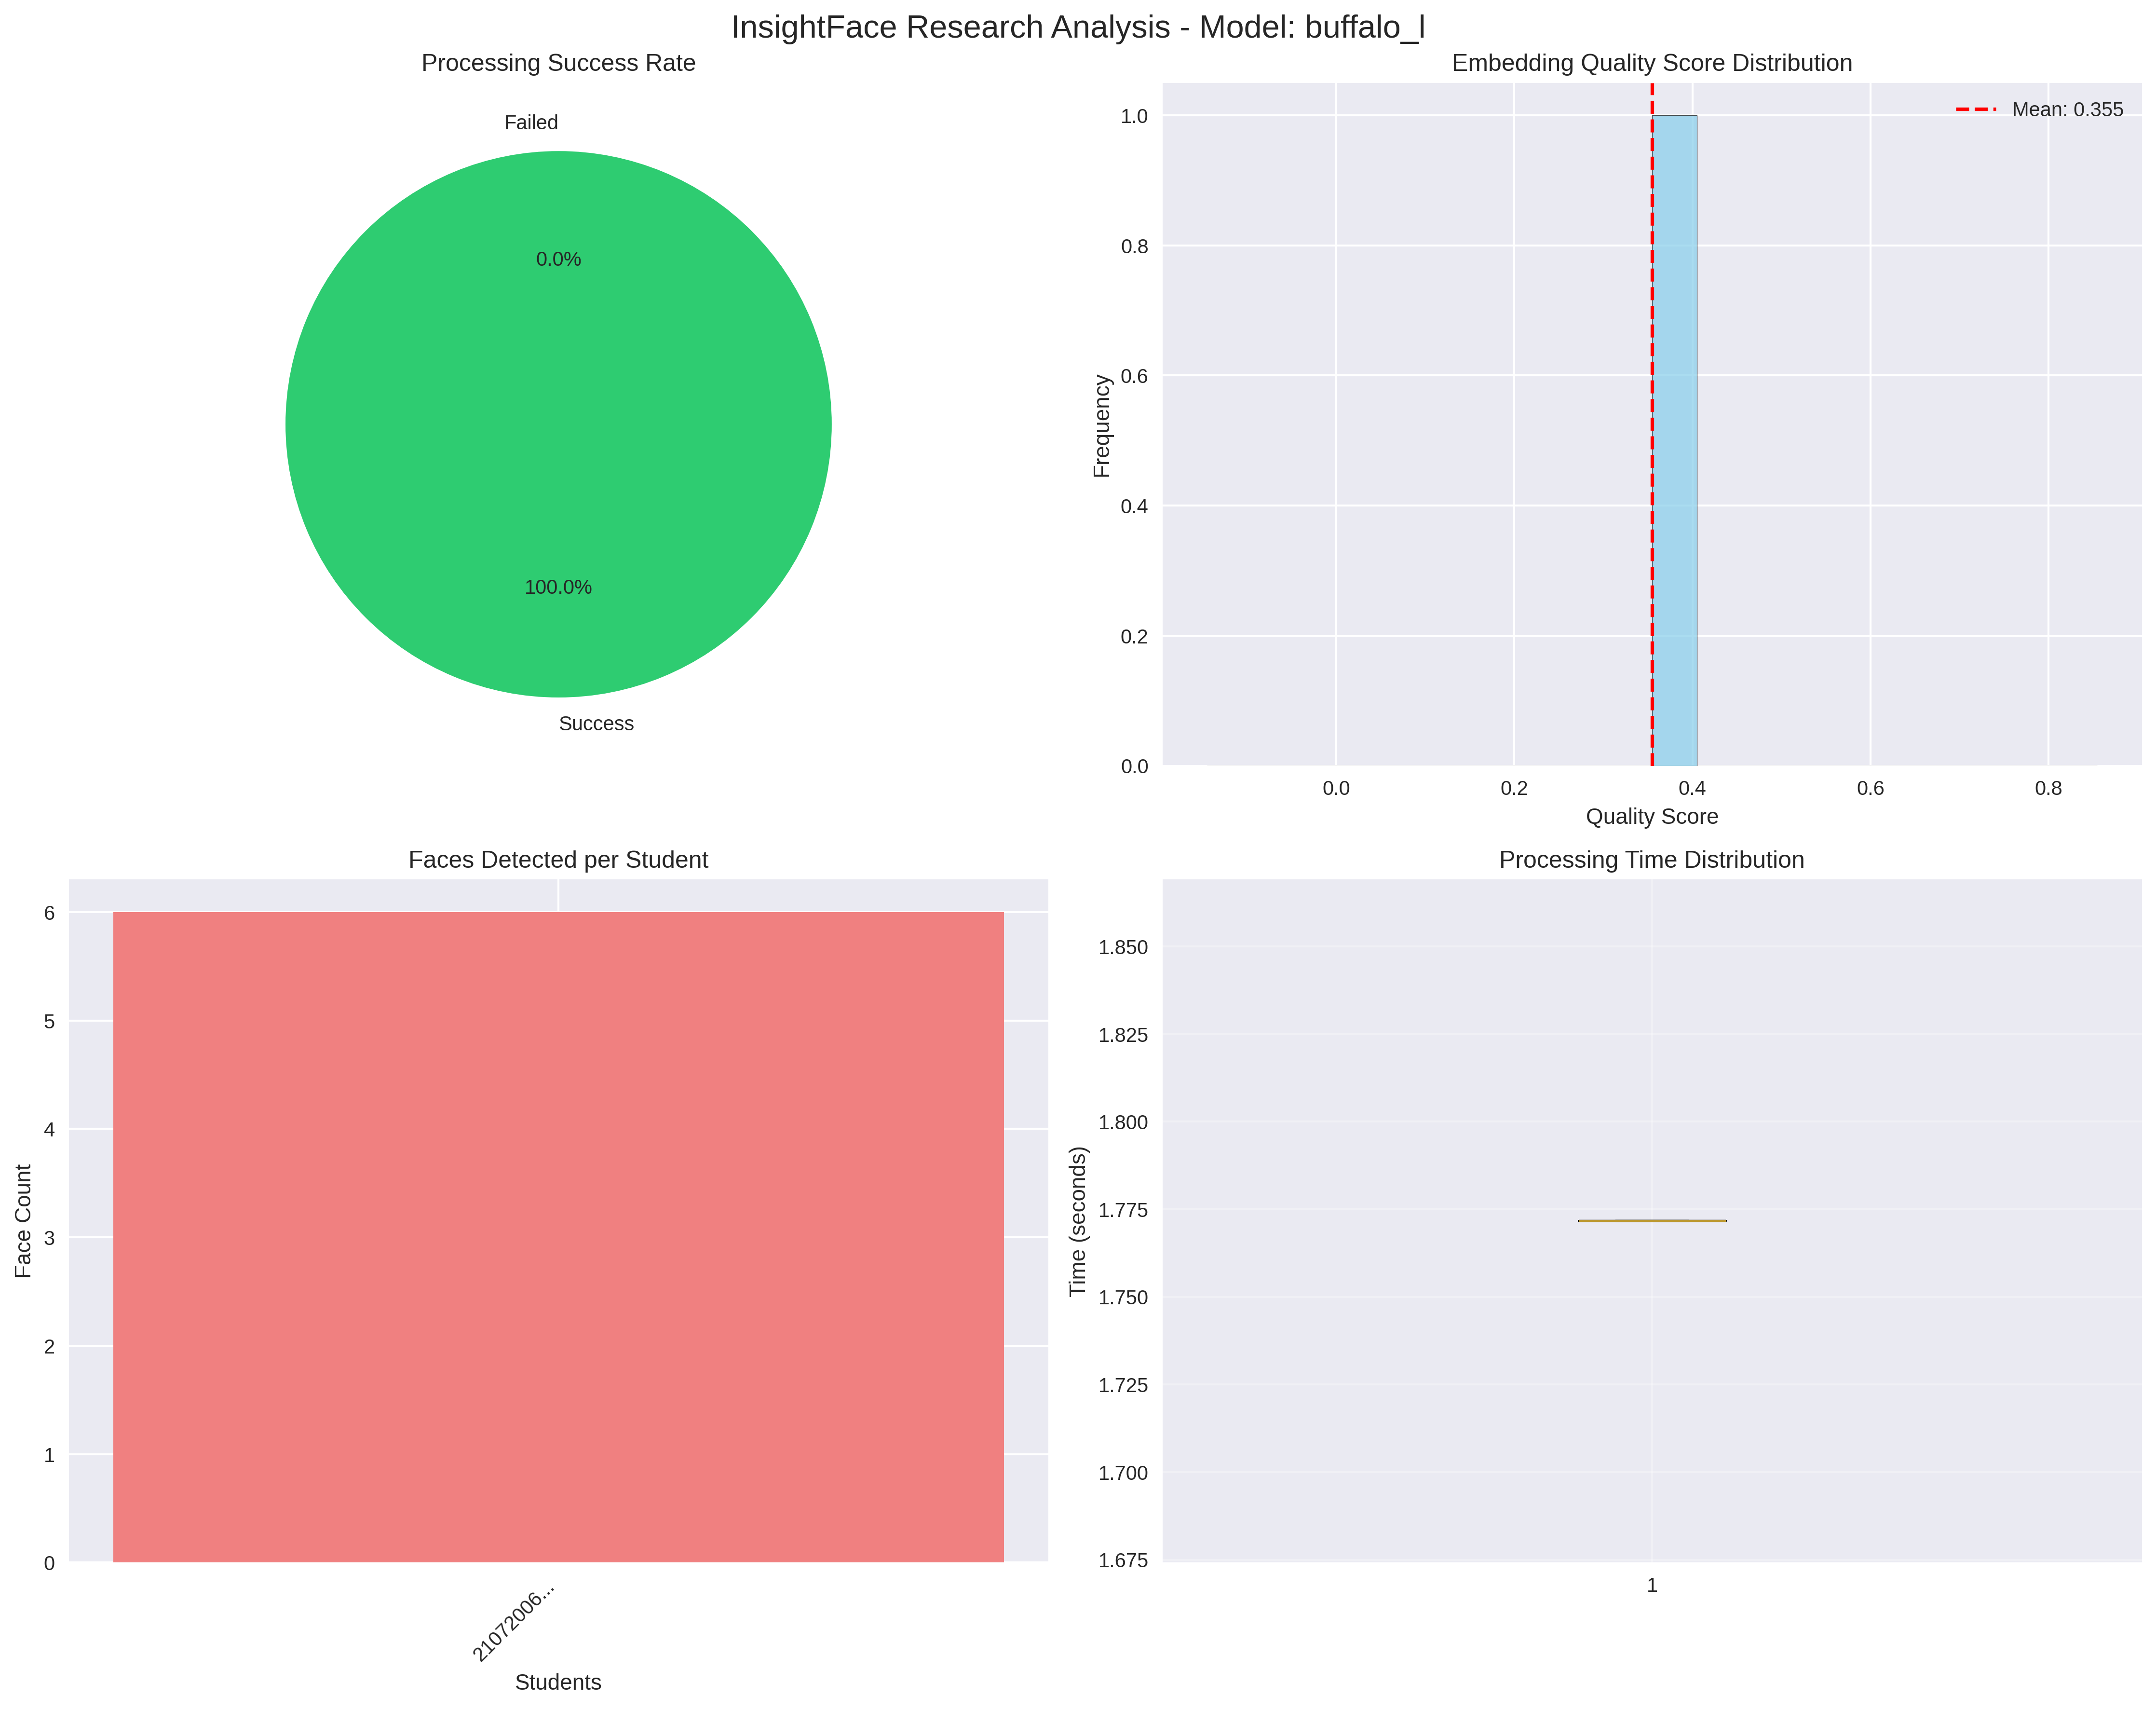 InsightFace Research Analysis - Model: buffalo_l
Processing Success Rate
Failed
0.0%
100.0%
Success
Embedding Quality Score Distribution
Mean: 0.355
Frequency
1.0
0.8
0.6
0.4
0.2
0.0
0.0 0.2 0.4 0.6 0.8
Quality Score
Faces Detected per Student
Face Count
6
5
4
3
2
1
0
21072006...
Students
Processing Time Distribution
Time (seconds)
1.850
1.825
1.800
1.775
1.750
1.725
1.700
1.675
1